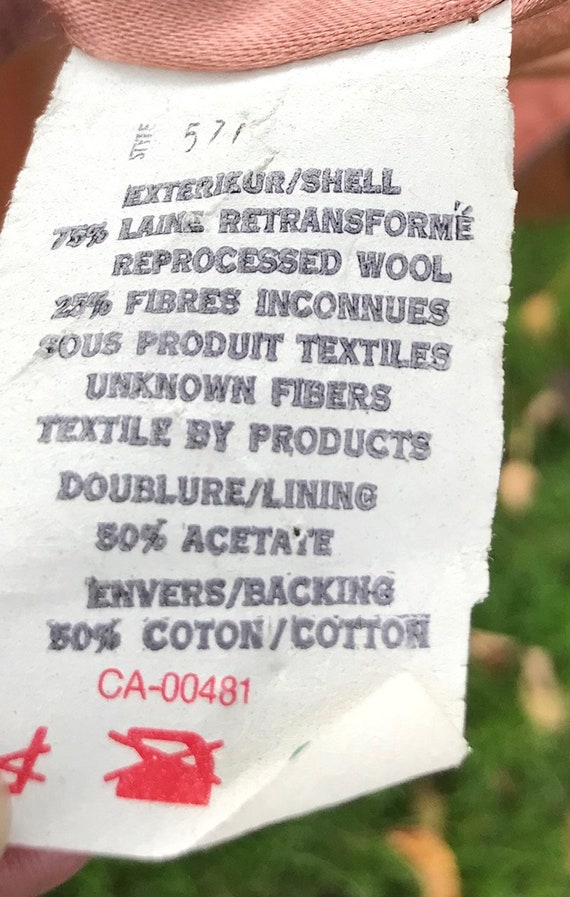 STYLE 571
EXTERIEUR/SHELL
75% LAINE RETRANSFORMÉ
REPROCESSED WOOL
25% FIBRES INCONNUES
SOUS PRODUIT TEXTILES
UNKNOWN FIBERS
TEXTILE BY PRODUCTS
DOUBLURE/LINING
50% ACETATE
ENVERS/BACKING
50% COTON/COTTON
CA-00481